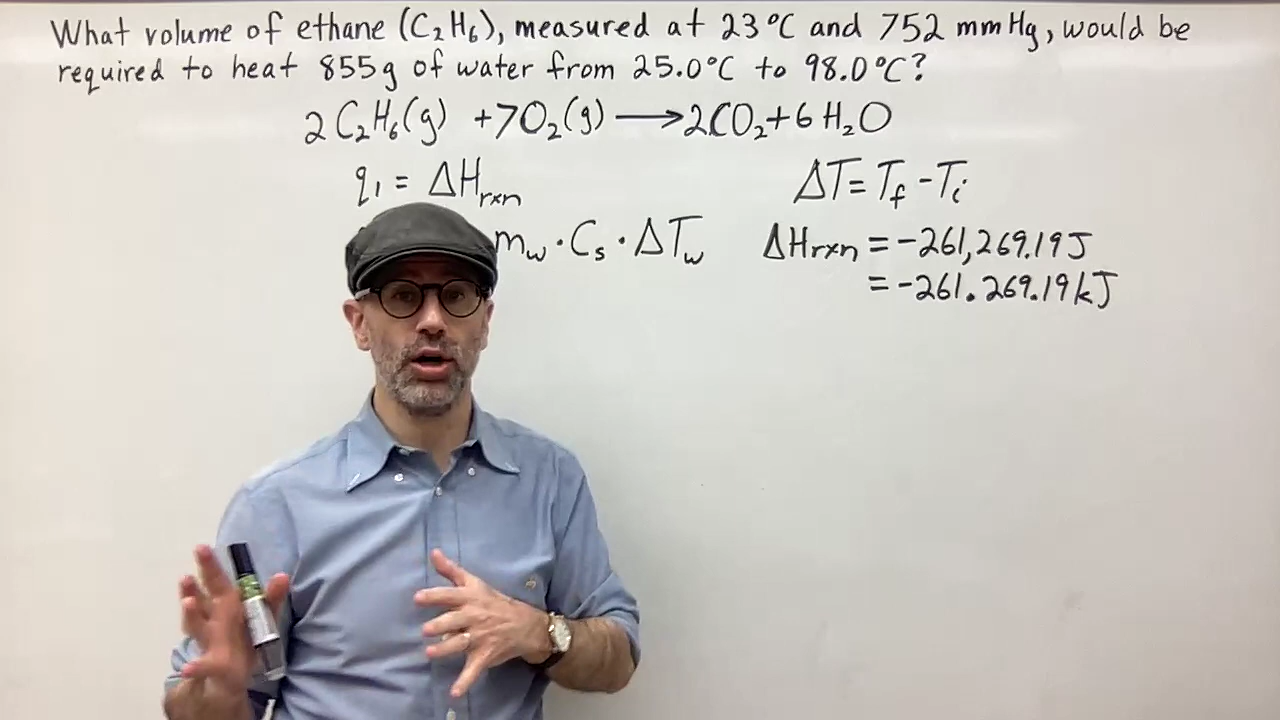 What volume of ethane (C₂H₆), measured at 23°C and 752 mmHg, would be
required to heat 855g of water from 25.0°C to 98.0°C?
2C₂H₆(g) +7O₂(g) → 2CO₂+6H₂O
q₁ = ΔHrxn
ΔT = Tf - Ti
mw · Cs · ΔTw
ΔHrxn = -261,269.19J
= -261.269.19kJ